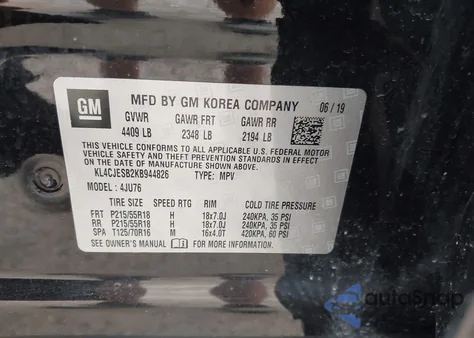 GM
MFD BY GM KOREA COMPANY 06/19
GVWR GAWR FRT GAWR RR
4409 LB 2348 LB 2194 LB
THIS VEHICLE CONFORMS TO ALL APPLICABLE U.S. FEDERAL MOTOR
VEHICLE SAFETY, BUMPER, AND THEFT PREVENTION STANDARDS IN
EFFECT ON THE DATE OF MANUFACTURE SHOWN ABOVE.
KL4CJESB2KB944826 TYPE: MPV
MODEL: 4JU76
TIRE SIZE SPEED RTG RIM COLD TIRE PRESSURE
FRT P215/55R18 H 18x7.0J 240KPA, 35 PSI
RR P215/55R18 H 18x7.0J 240KPA, 35 PSI
SPA T125/70R16 M 16x4.0T 420KPA, 60 PSI
SEE OWNER'S MANUAL FOR MORE INFORMATION
autoSnap